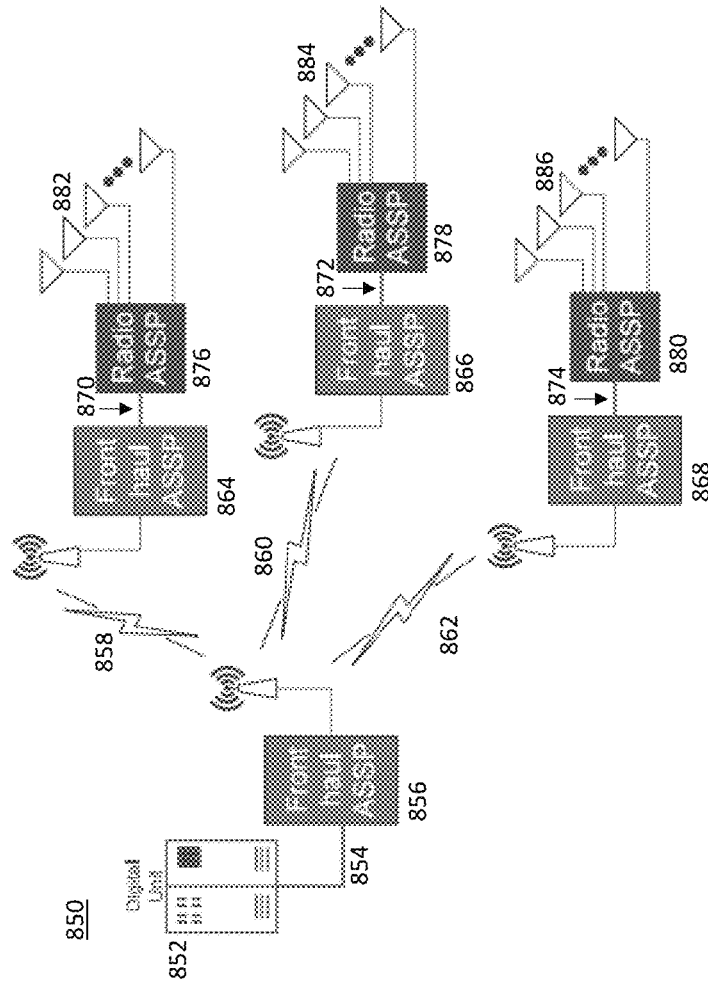 850
Digital
Unit
852
854
Front
haul
ASSP
856
858
860
862
Front
haul
ASSP
864
870
Radio
ASSP
876
882
Front
haul
ASSP
866
872
Radio
ASSP
878
884
Front
haul
ASSP
868
874
Radio
ASSP
880
886